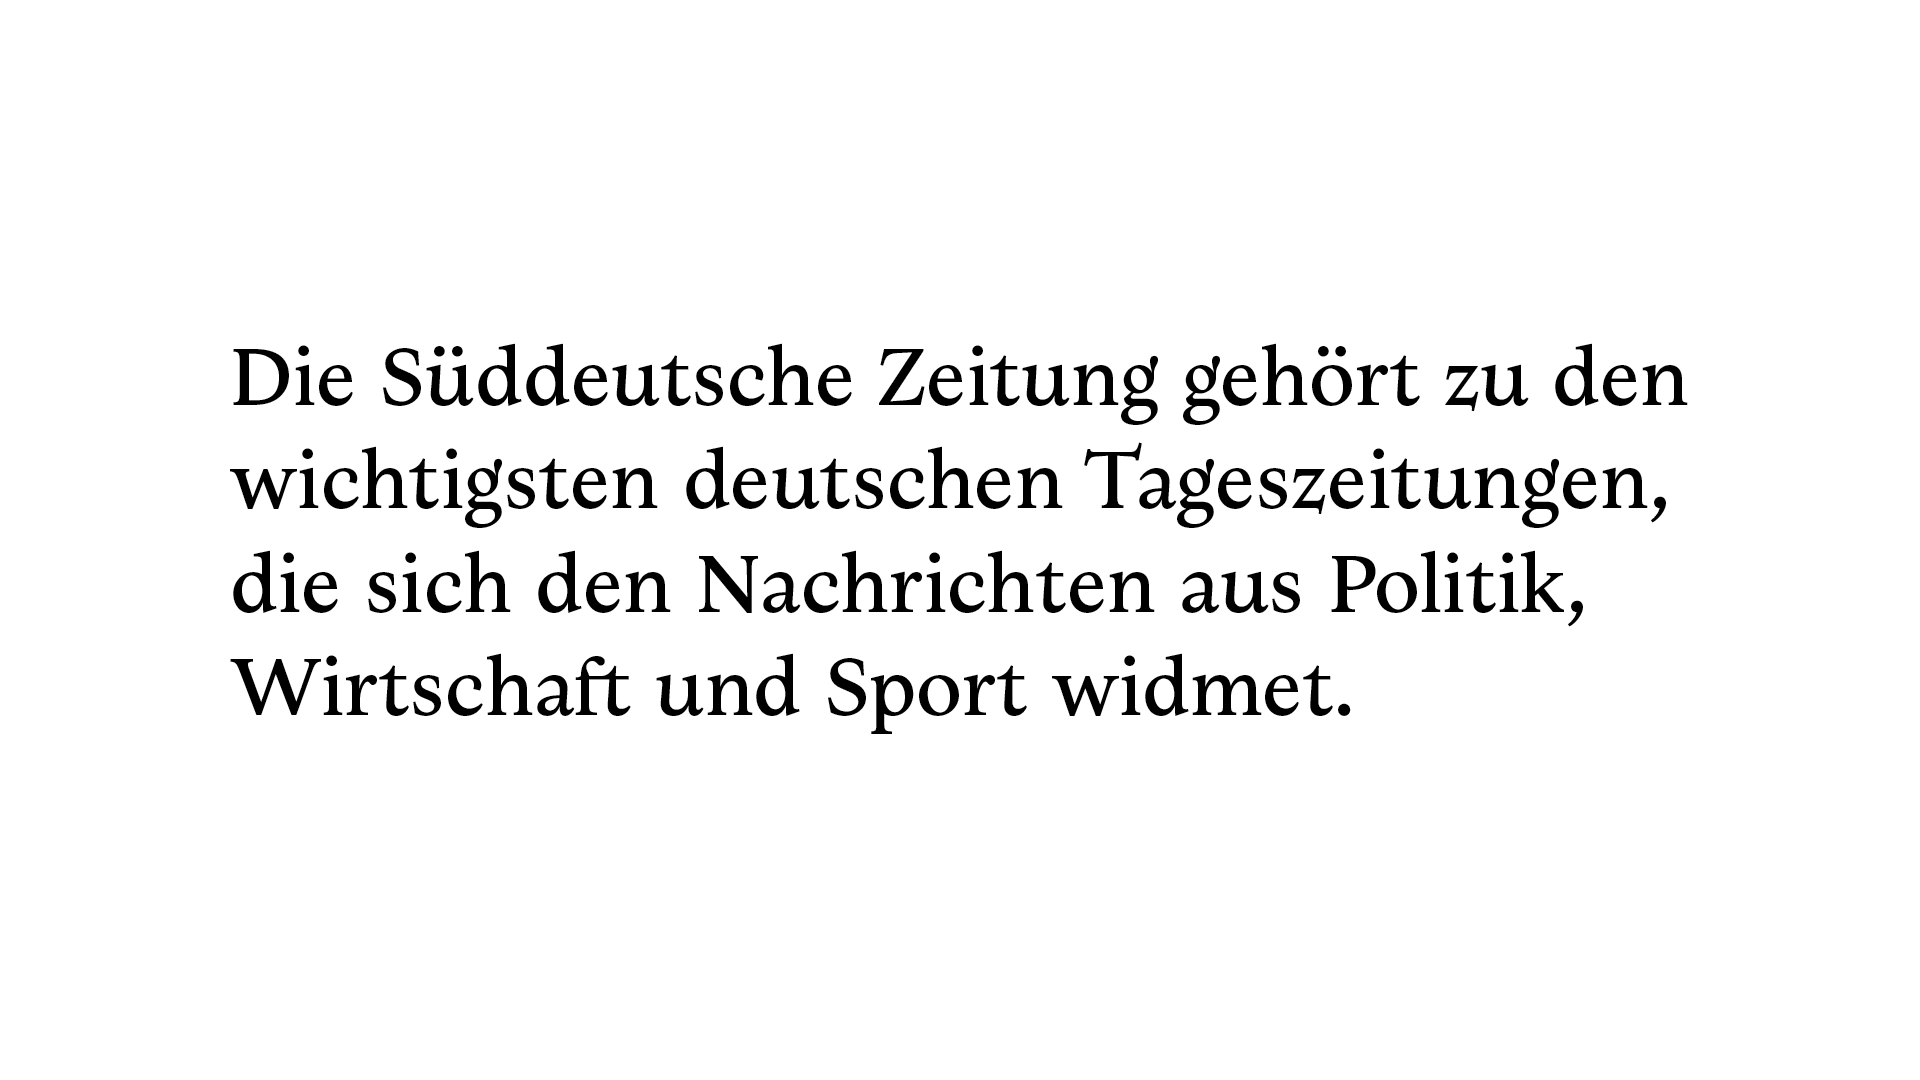 Die Süddeutsche Zeitung gehört zu den
wichtigsten deutschen Tageszeitungen,
die sich den Nachrichten aus Politik,
Wirtschaft und Sport widmet.